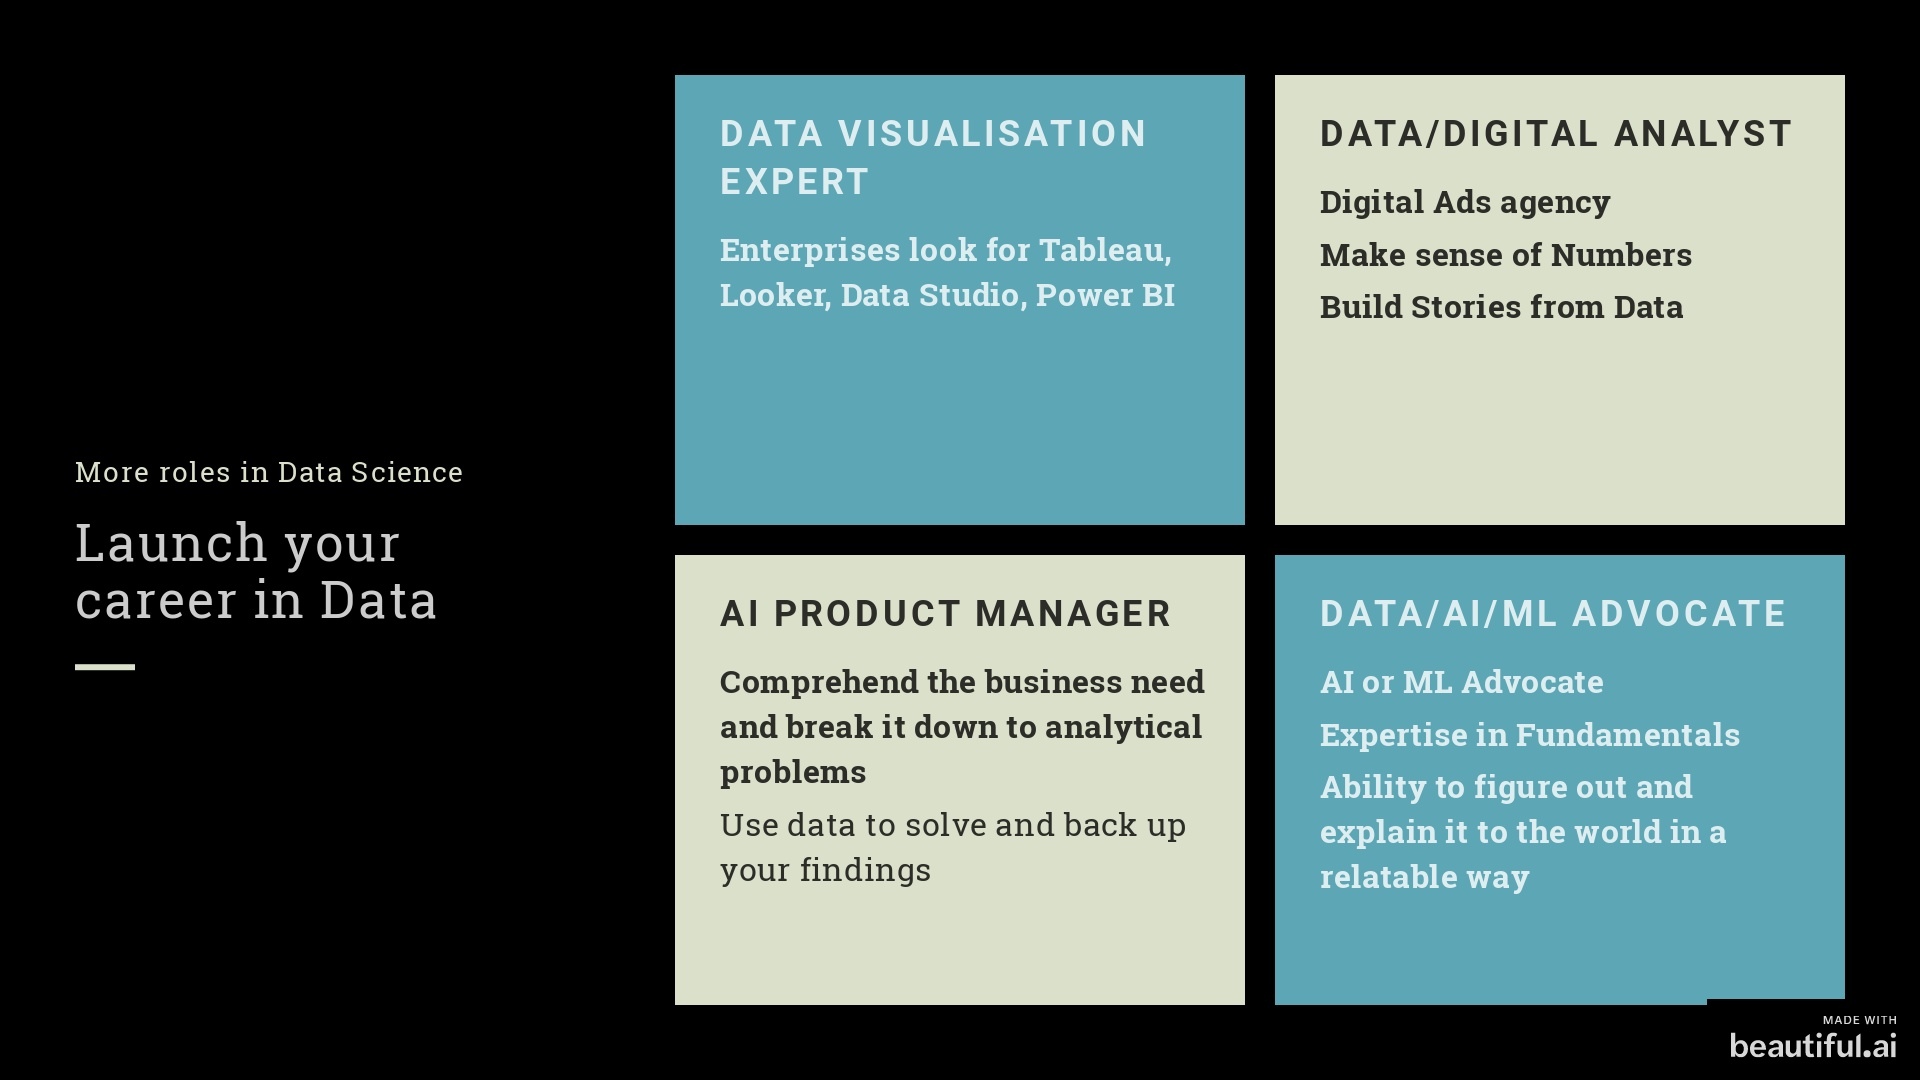 More roles in Data Science
Launch your
career in Data
DATA VISUALISATION
EXPERT
Enterprises look for Tableau,
Looker, Data Studio, Power BI
DATA/DIGITAL ANALYST
Digital Ads agency
Make sense of Numbers
Build Stories from Data
AI PRODUCT MANAGER
Comprehend the business need
and break it down to analytical
problems
Use data to solve and back up
your findings
DATA/AI/ML ADVOCATE
AI or ML Advocate
Expertise in Fundamentals
Ability to figure out and
explain it to the world in a
relatable way
MADE WITH
beautiful.ai